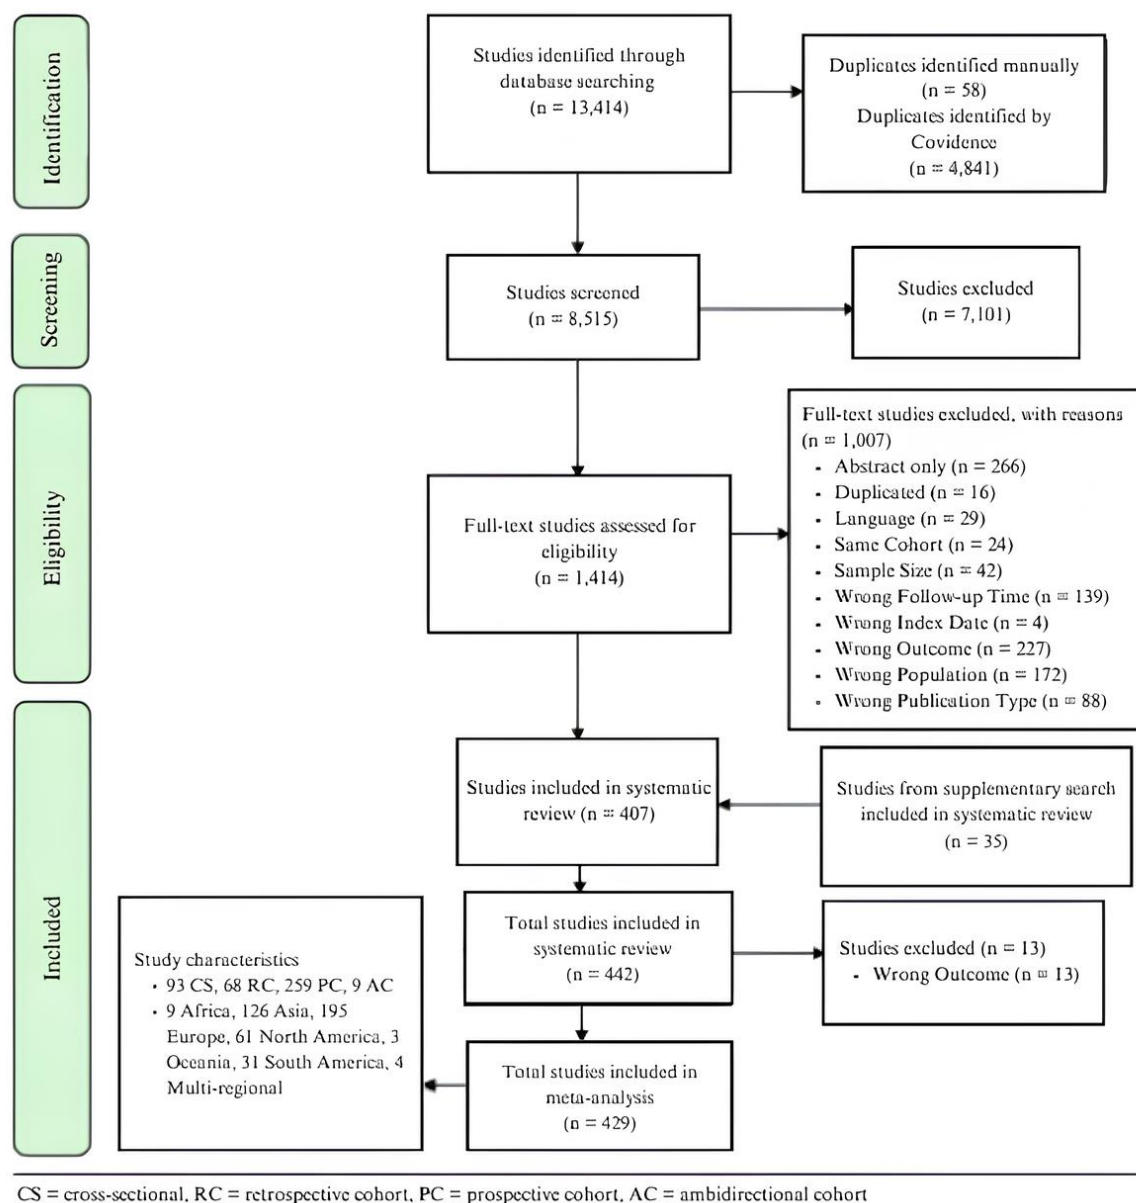 Identification
Studies identified through
database searching
(n = 13,414)
Duplicates identified manually
(n = 58)
Duplicates identified by
Covidence
(n = 4,841)
Screening
Studies screened
(n = 8,515)
Studies excluded
(n = 7,101)
Eligibility
Full-text studies assessed for
eligibility
(n = 1,414)
Full-text studies excluded, with reasons
(n = 1,007)
• Abstract only (n = 266)
• Duplicated (n = 16)
• Language (n = 29)
• Same Cohort (n = 24)
• Sample Size (n = 42)
• Wrong Follow-up Time (n = 139)
• Wrong Index Date (n = 4)
• Wrong Outcome (n = 227)
• Wrong Population (n = 172)
• Wrong Publication Type (n = 88)
Included
Studies included in systematic
review (n = 407)
Studies from supplementary search
included in systematic review
(n = 35)
Total studies included in
systematic review
(n = 442)
Studies excluded (n = 13)
• Wrong Outcome (n = 13)
Total studies included in
meta-analysis
(n = 429)
Study characteristics
• 93 CS, 68 RC, 259 PC, 9 AC
• 9 Africa, 126 Asia, 195
Europe, 61 North America, 3
Oceania, 31 South America, 4
Multi-regional
CS = cross-sectional, RC = retrospective cohort, PC = prospective cohort, AC = ambidirectional cohort